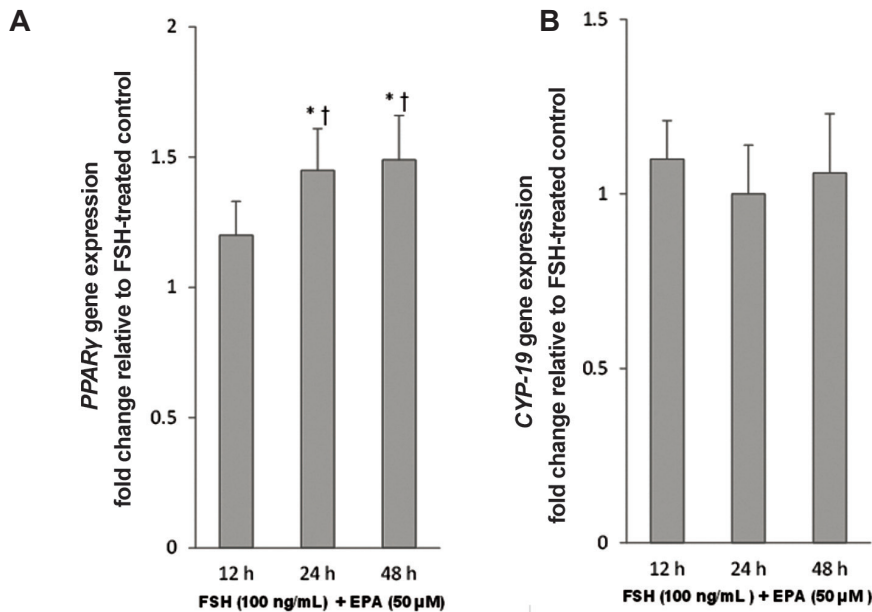 A
PPARγ gene expression
fold change relative to FSH-treated control
2
1.5
1
0.5
0
* †
* †
12 h 24 h 48 h
FSH (100 ng/mL) + EPA (50 µM)
B
CYP-19 gene expression
fold change relative to FSH-treated control
1.5
1
0.5
0
12 h 24 h 48 h
FSH (100 ng/mL ) + EPA (50 µM)